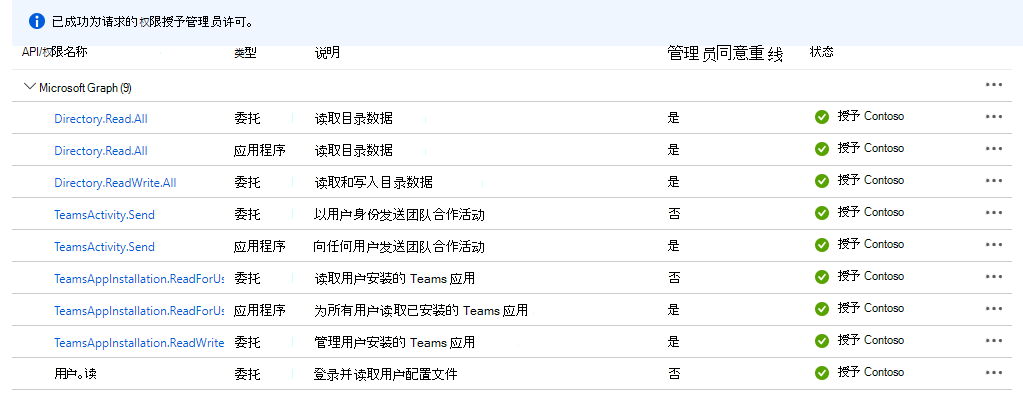 已成功为请求的权限授予管理员许可。
API/权限名称 类型 说明 管理员同意重线 状态
Microsoft Graph (9)
Directory.Read.All 委托 读取目录数据 是 授予 Contoso
Directory.Read.All 应用程序 读取目录数据 是 授予 Contoso
Directory.ReadWrite.All 委托 读取和写入目录数据 是 授予 Contoso
TeamsActivity.Send 委托 以用户身份发送团队合作活动 否 授予 Contoso
TeamsActivity.Send 应用程序 向任何用户发送团队合作活动 是 授予 Contoso
TeamsAppInstallation.ReadForUs 委托 读取用户安装的 Teams 应用 否 授予 Contoso
TeamsAppInstallation.ReadForUs 应用程序 为所有用户读取已安装的 Teams 应用 是 授予 Contoso
TeamsAppInstallation.ReadWrite 委托 管理用户安装的 Teams 应用 是 授予 Contoso
用户。读 委托 登录并读取用户配置文件 否 授予 Contoso